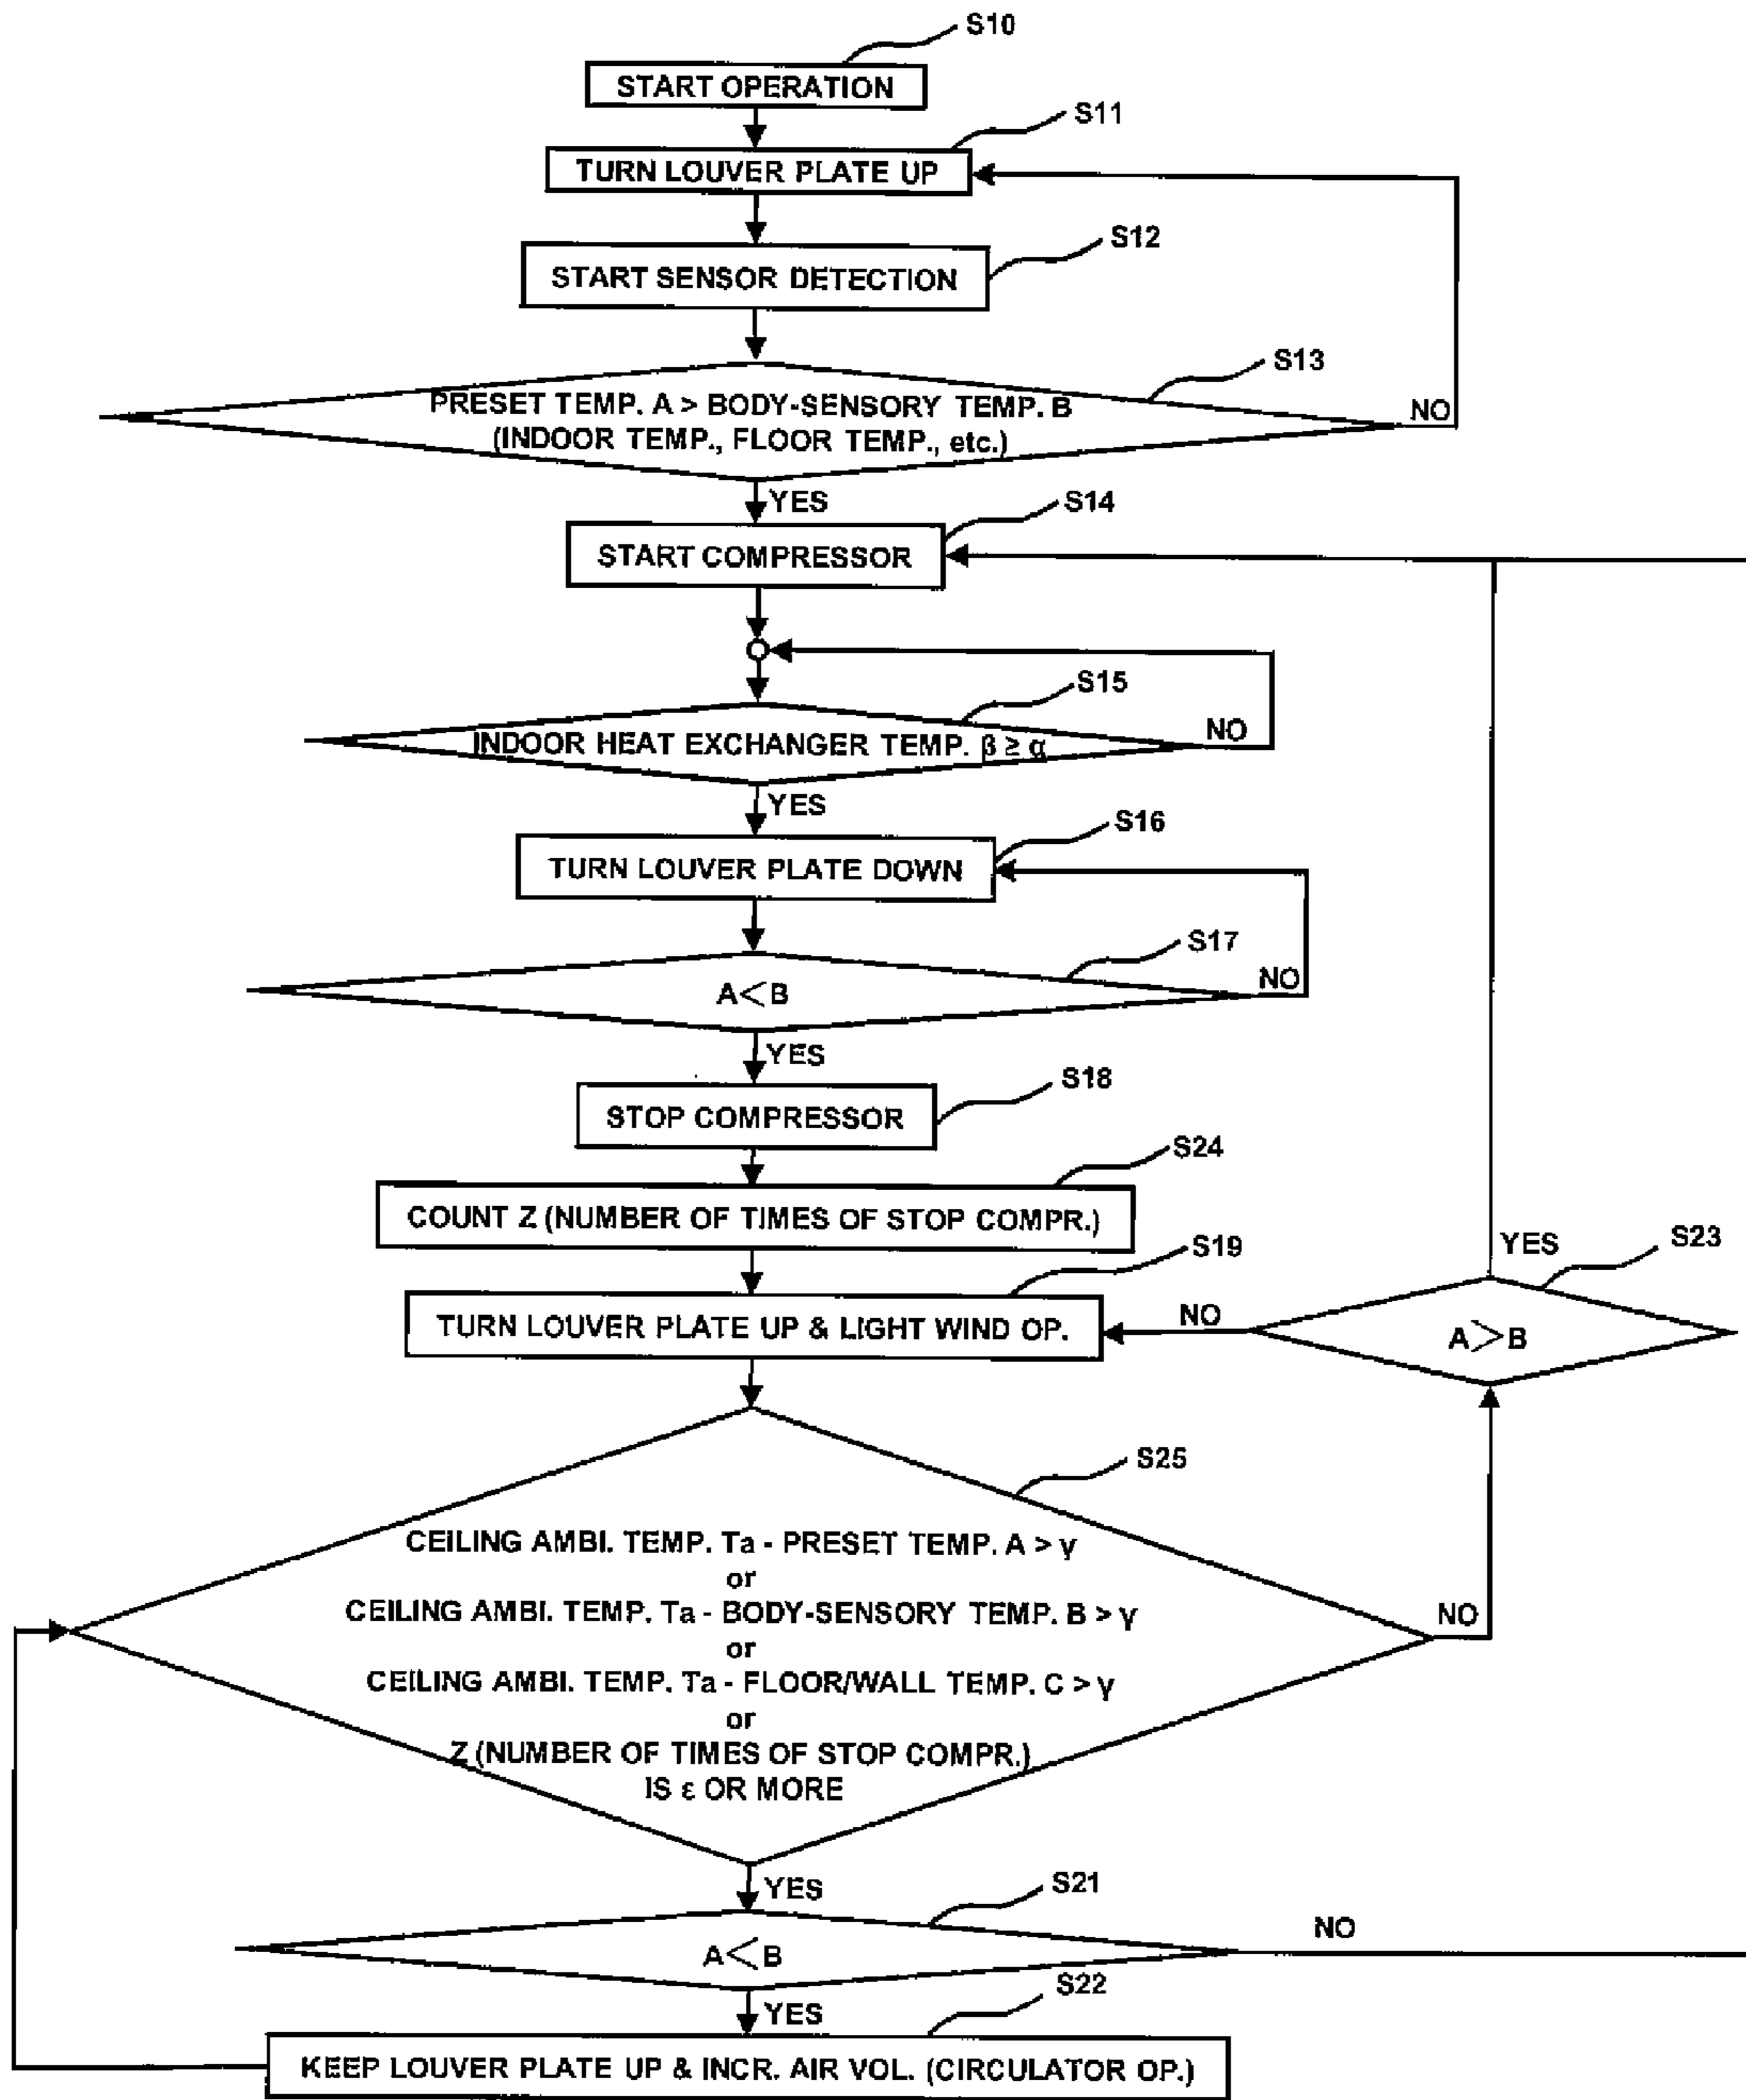 S10
START OPERATION
S11
TURN LOUVER PLATE UP
S12
START SENSOR DETECTION
S13
PRESET TEMP. A > BODY-SENSORY TEMP. B
(INDOOR TEMP., FLOOR TEMP., etc.)
NO
YES
S14
START COMPRESSOR
S15
INDOOR HEAT EXCHANGER TEMP. β ≥ α
NO
YES
S16
TURN LOUVER PLATE DOWN
S17
A<B
NO
YES
S18
STOP COMPRESSOR
S24
COUNT Z (NUMBER OF TIMES OF STOP COMPR.)
S19
TURN LOUVER PLATE UP & LIGHT WIND OP.
YES
S23
NO
A>B
S25
CEILING AMBI. TEMP. Ta - PRESET TEMP. A > γ
or
CEILING AMBI. TEMP. Ta - BODY-SENSORY TEMP. B > γ
or
CEILING AMBI. TEMP. Ta - FLOOR/WALL TEMP. C > γ
or
Z (NUMBER OF TIMES OF STOP COMPR.)
IS ε OR MORE
NO
YES
S21
A<B
NO
YES
S22
KEEP LOUVER PLATE UP & INCR. AIR VOL. (CIRCULATOR OP.)